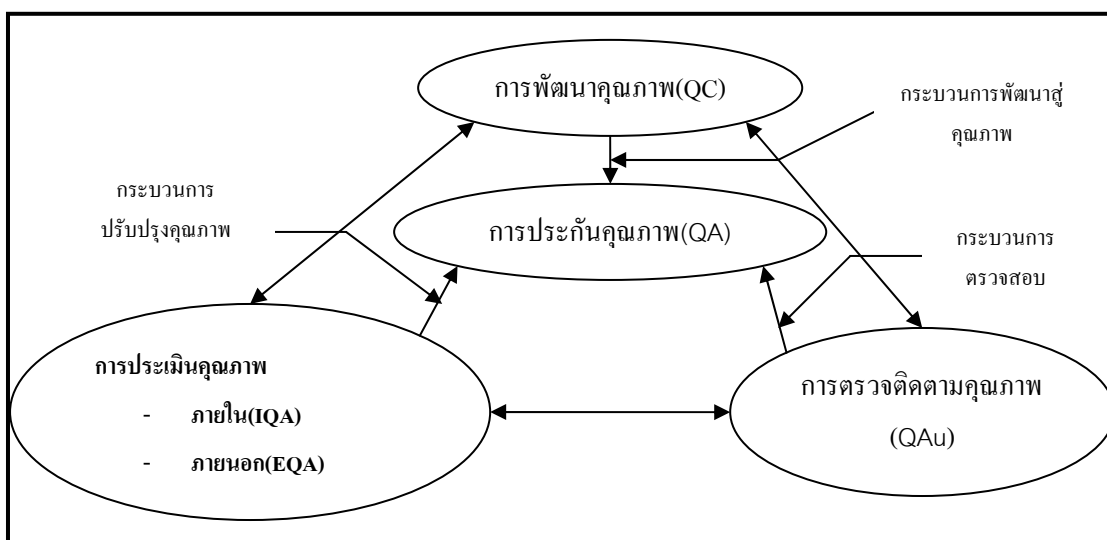 การพัฒนาคุณภาพ(QC)
กระบวนการพัฒนาสู่
คุณภาพ
กระบวนการ
ปรับปรุงคุณภาพ
การประกันคุณภาพ(QA)
กระบวนการ
ตรวจสอบ
การประเมินคุณภาพ
- ภายใน(IQA)
- ภายนอก(EQA)
การตรวจติดตามคุณภาพ
(QAu)